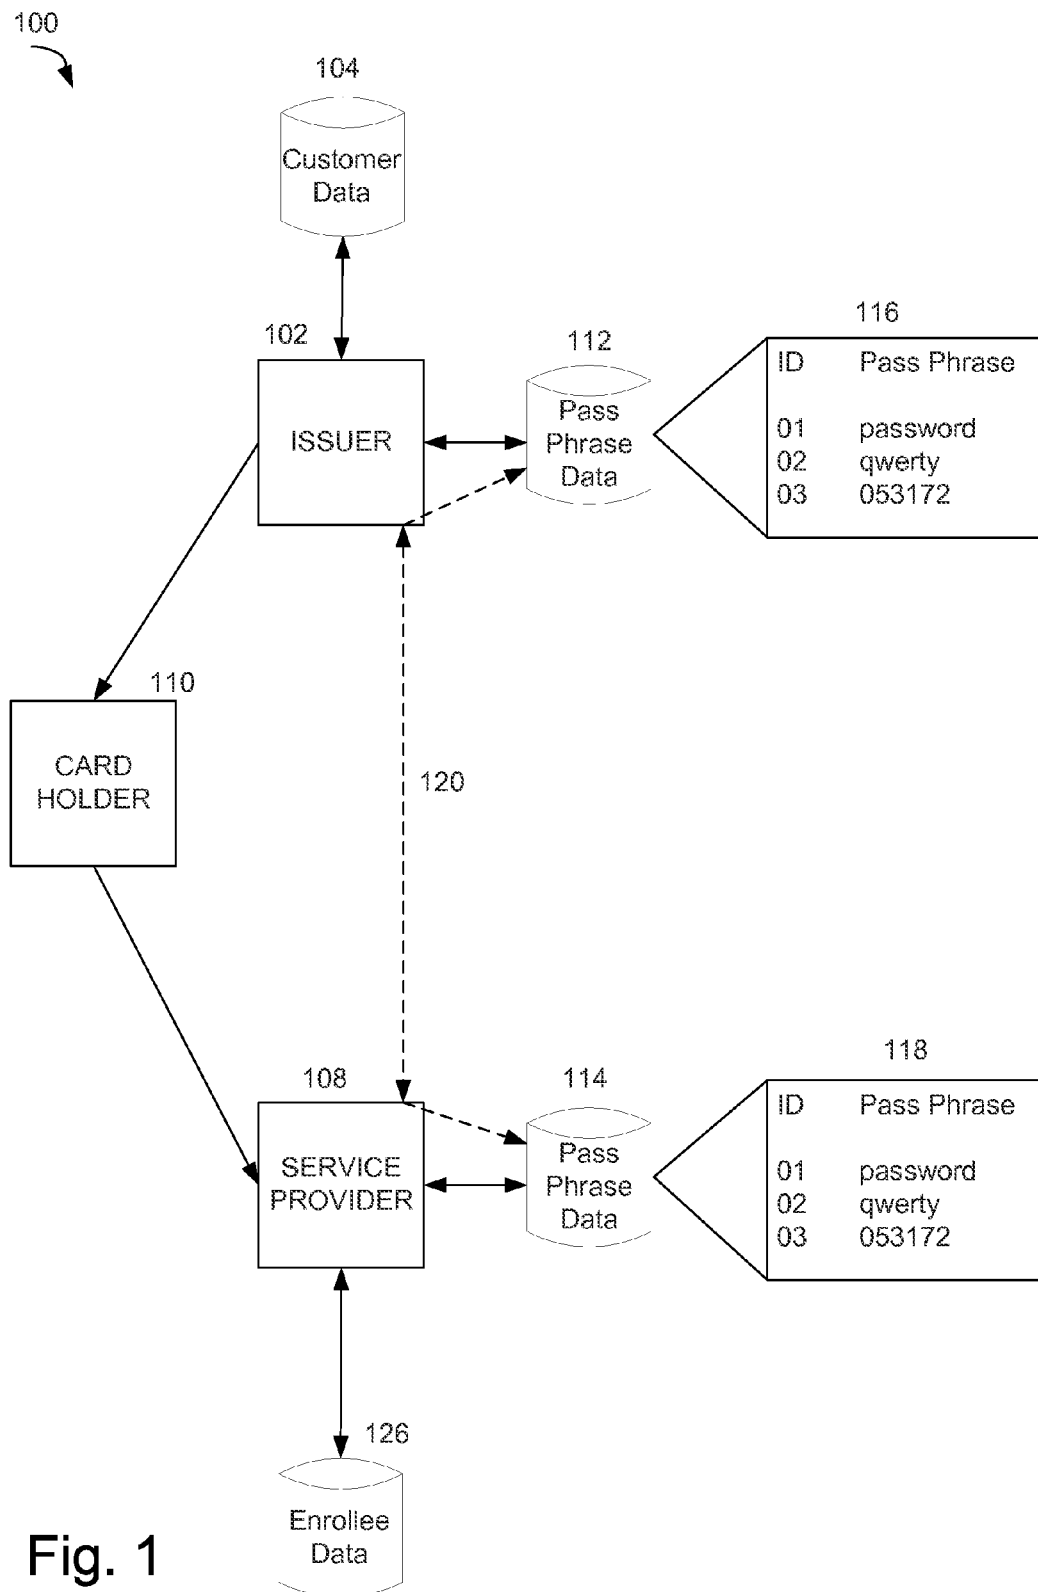 100
104
Customer
Data
102
ISSUER
112
Pass
Phrase
Data
116
ID Pass Phrase
01 password
02 qwerty
03 053172
110
CARD
HOLDER
120
108
SERVICE
PROVIDER
114
Pass
Phrase
Data
118
ID Pass Phrase
01 password
02 qwerty
03 053172
126
Enrollee
Data
Fig. 1